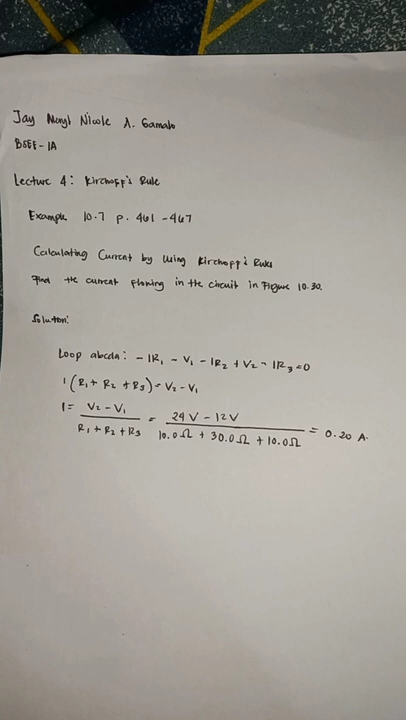 Jay Nicole A. Gamalo
BSEE-1A
Lecture 4: Kirchoff's Rule
Example 10.7 p. 461-467
Calculating Current by Using Kirchoff's Rules
Find the current flowing in the circuit in Figure 10.30.
Solution:
Loop abcda: -IR₁ - V₁ - IR₂ + V₂ - IR₃ = 0
I(R₁ + R₂ + R₃) = V₂ - V₁
I = V₂ - V₁ / R₁ + R₂ + R₃ = 24 V - 12 V / 10.0 Ω + 30.0 Ω + 10.0 Ω = 0.20 A.